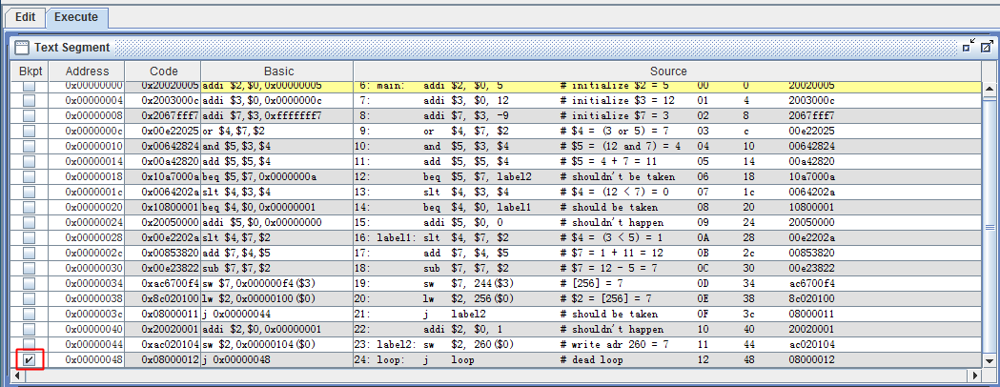 Edit Execute
Text Segment
Bkpt Address Code Basic Source
0x00000000 0x20020005 addi $2,$0,0x00000005 6: main: addi $2, $0, 5 # initialize $2 = 5 00 0 20020005
0x00000004 0x2003000c addi $3,$0,0x0000000c 7: addi $3, $0, 12 # initialize $3 = 12 01 4 2003000c
0x00000008 0x2067fff7 addi $7,$3,0xfffffff7 8: addi $7, $3, -9 # initialize $7 = 3 02 8 2067fff7
0x0000000c 0x00e22025 or $4,$7,$2 9: or $4, $7, $2 # $4 = (3 or 5) = 7 03 c 00e22025
0x00000010 0x00642824 and $5,$3,$4 10: and $5, $3, $4 # $5 = (12 and 7) = 4 04 10 00642824
0x00000014 0x00a42820 add $5,$5,$4 11: add $5, $5, $4 # $5 = 4 + 7 = 11 05 14 00a42820
0x00000018 0x10a7000a beq $5,$7,0x0000000a 12: beq $5, $7, label2 # shouldn't be taken 06 18 10a7000a
0x0000001c 0x0064202a slt $4,$3,$4 13: slt $4, $3, $4 # $4 = (12 < 7) = 0 07 1c 0064202a
0x00000020 0x10800001 beq $4,$0,0x00000001 14: beq $4, $0, label1 # should be taken 08 20 10800001
0x00000024 0x20050000 addi $5,$0,0x00000000 15: addi $5, $0, 0 # shouldn't happen 09 24 20050000
0x00000028 0x00e2202a slt $4,$7,$2 16: label1: slt $4, $7, $2 # $4 = (3 < 5) = 1 0A 28 00e2202a
0x0000002c 0x00853820 add $7,$4,$5 17: add $7, $4, $5 # $7 = 1 + 11 = 12 0B 2c 00853820
0x00000030 0x00e23822 sub $7,$7,$2 18: sub $7, $7, $2 # $7 = 12 - 5 = 7 0C 30 00e23822
0x00000034 0xac6700f4 sw $7,0x000000f4($3) 19: sw $7, 244($3) # [256] = 7 0D 34 ac6700f4
0x00000038 0x8c020100 lw $2,0x00000100($0) 20: lw $2, 256($0) # $2 = [256] = 7 0E 38 8c020100
0x0000003c 0x08000011 j 0x00000044 21: j label2 # should be taken 0F 3c 08000011
0x00000040 0x20020001 addi $2,$0,0x00000001 22: addi $2, $0, 1 # shouldn't happen 10 40 20020001
0x00000044 0xac020104 sw $2,0x00000104($0) 23: label2: sw $2, 260($0) # write adr 260 = 7 11 44 ac020104
0x00000048 0x08000012 j 0x00000048 24: loop: j loop # dead loop 12 48 08000012